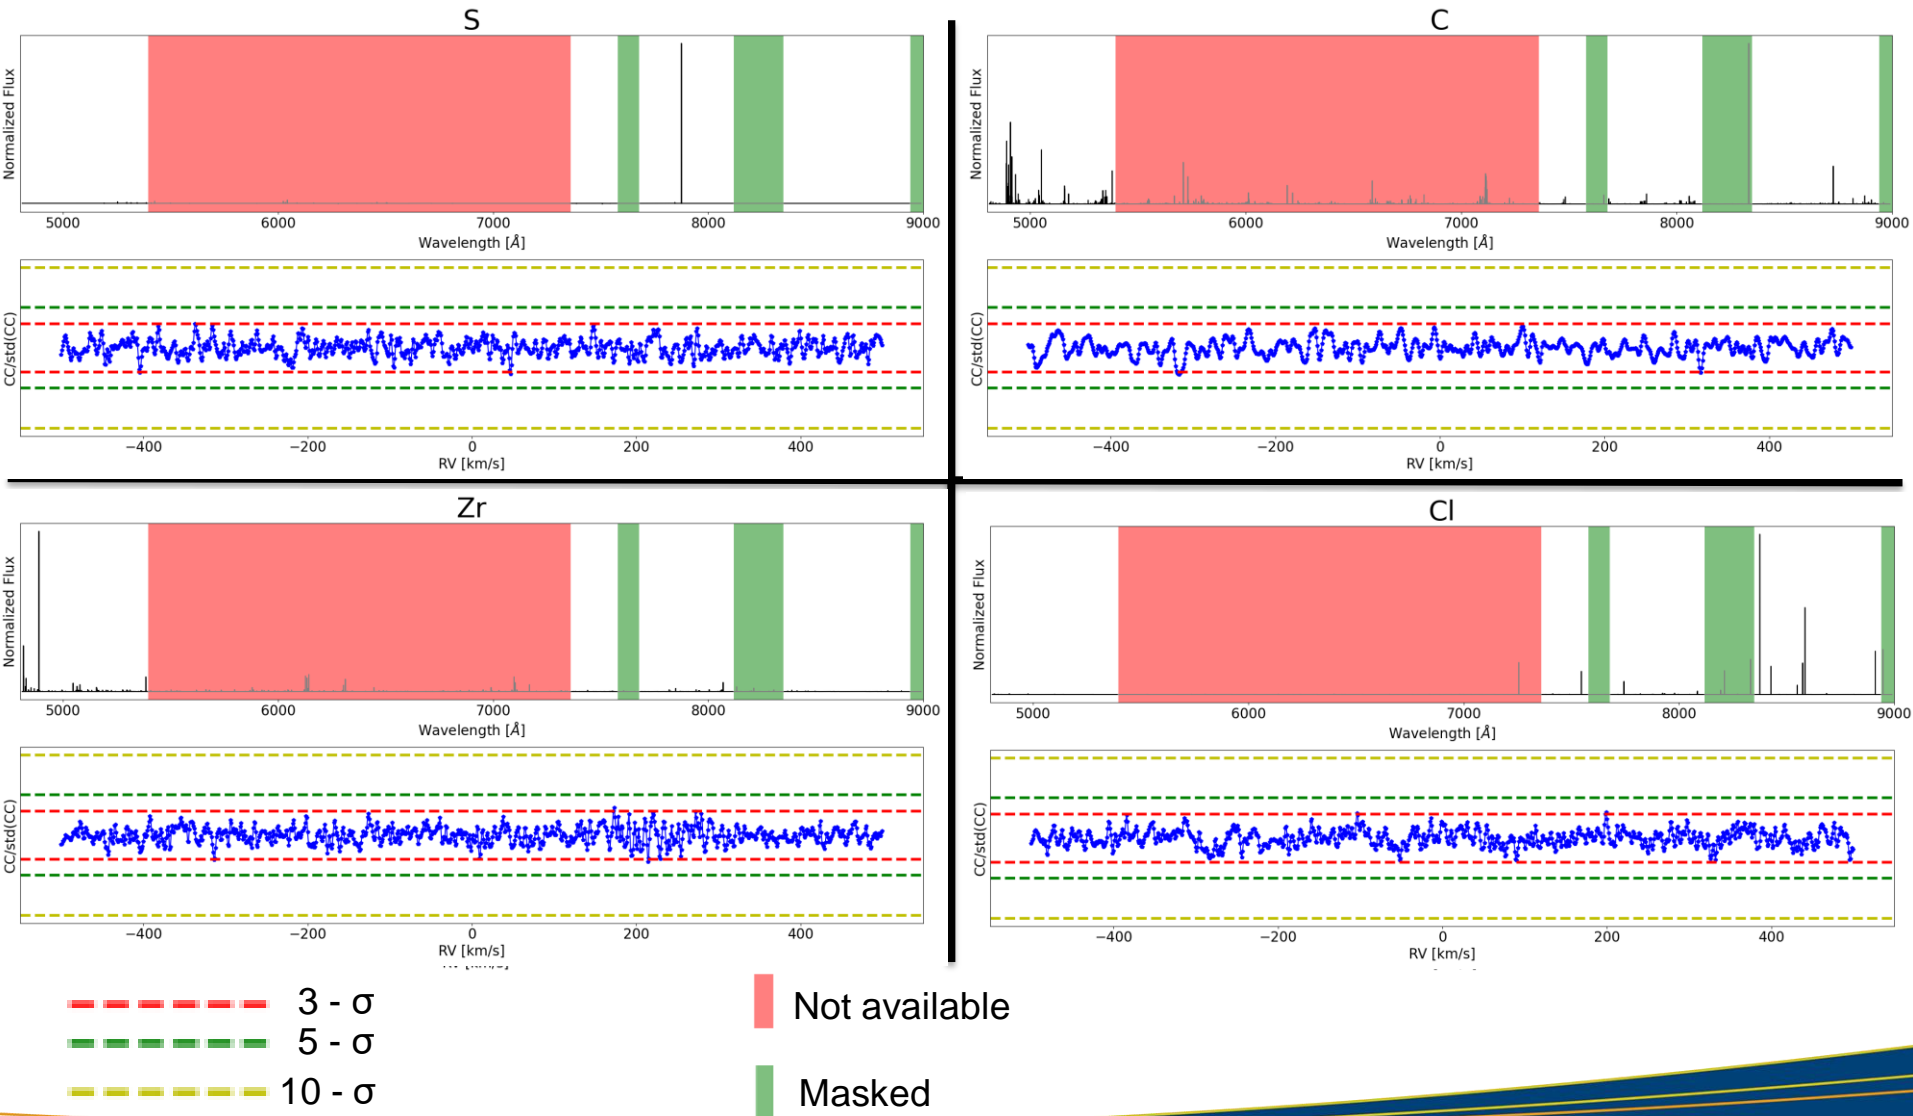 S
Normalized Flux
5000 6000 7000 8000 9000
Wavelength [Å]
CC/std(CC)
−400 −200 0 200 400
RV [km/s]
C
Normalized Flux
5000 6000 7000 8000 9000
Wavelength [Å]
CC/std(CC)
−400 −200 0 200 400
RV [km/s]
Zr
Normalized Flux
5000 6000 7000 8000 9000
Wavelength [Å]
CC/std(CC)
−400 −200 0 200 400
RV [km/s]
Cl
Normalized Flux
5000 6000 7000 8000 9000
Wavelength [Å]
CC/std(CC)
−400 −200 0 200 400
RV [km/s]
3 - σ
5 - σ
10 - σ
Not available
Masked